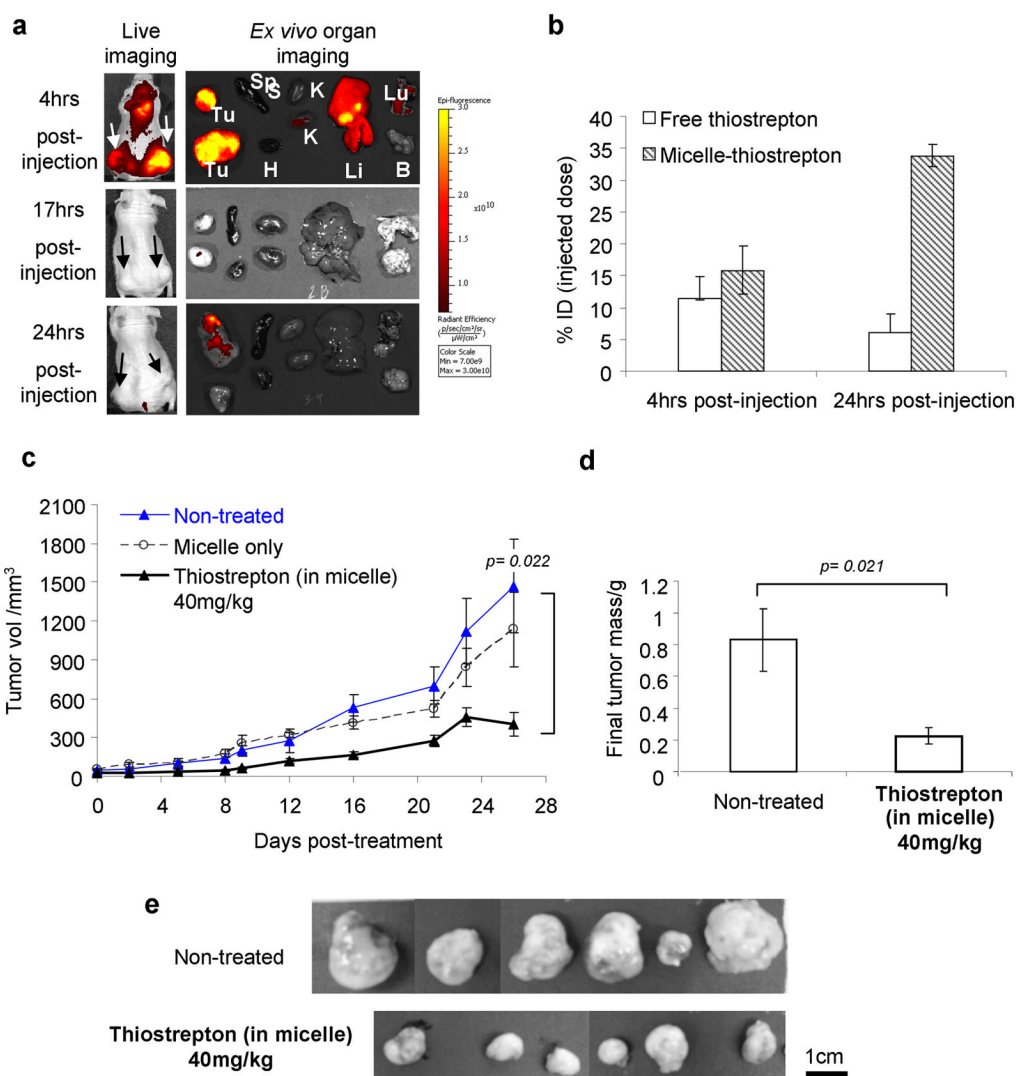 a
Live
imaging
Ex vivo organ
imaging
4hrs
post-
injection
Sp
S
K
Lu
Tu
K
Tu
H
Li
B
17hrs
post-
injection
2B
24hrs
post-
injection
3-4
Epi-fluorescence
3.0
2.0
x10¹⁰
1.0
Radiant Efficiency
(p/sec/cm²/sr / µW/cm²)
Color Scale
Min = 7.00e9
Max = 3.00e10
b
Free thiostrepton
Micelle-thiostrepton
% ID (injected dose)
40
35
30
25
20
15
10
5
0
4hrs post-injection
24hrs post-injection
c
Non-treated
Micelle only
Thiostrepton (in micelle)
40mg/kg
p= 0.022
Tumor vol /mm³
2100
1800
1500
1200
900
600
300
0
0 4 8 12 16 20 24 28
Days post-treatment
d
p= 0.021
Final tumor mass/g
1.2
1
0.8
0.6
0.4
0.2
0
Non-treated
Thiostrepton
(in micelle)
40mg/kg
e
Non-treated
Thiostrepton (in micelle)
40mg/kg
1cm